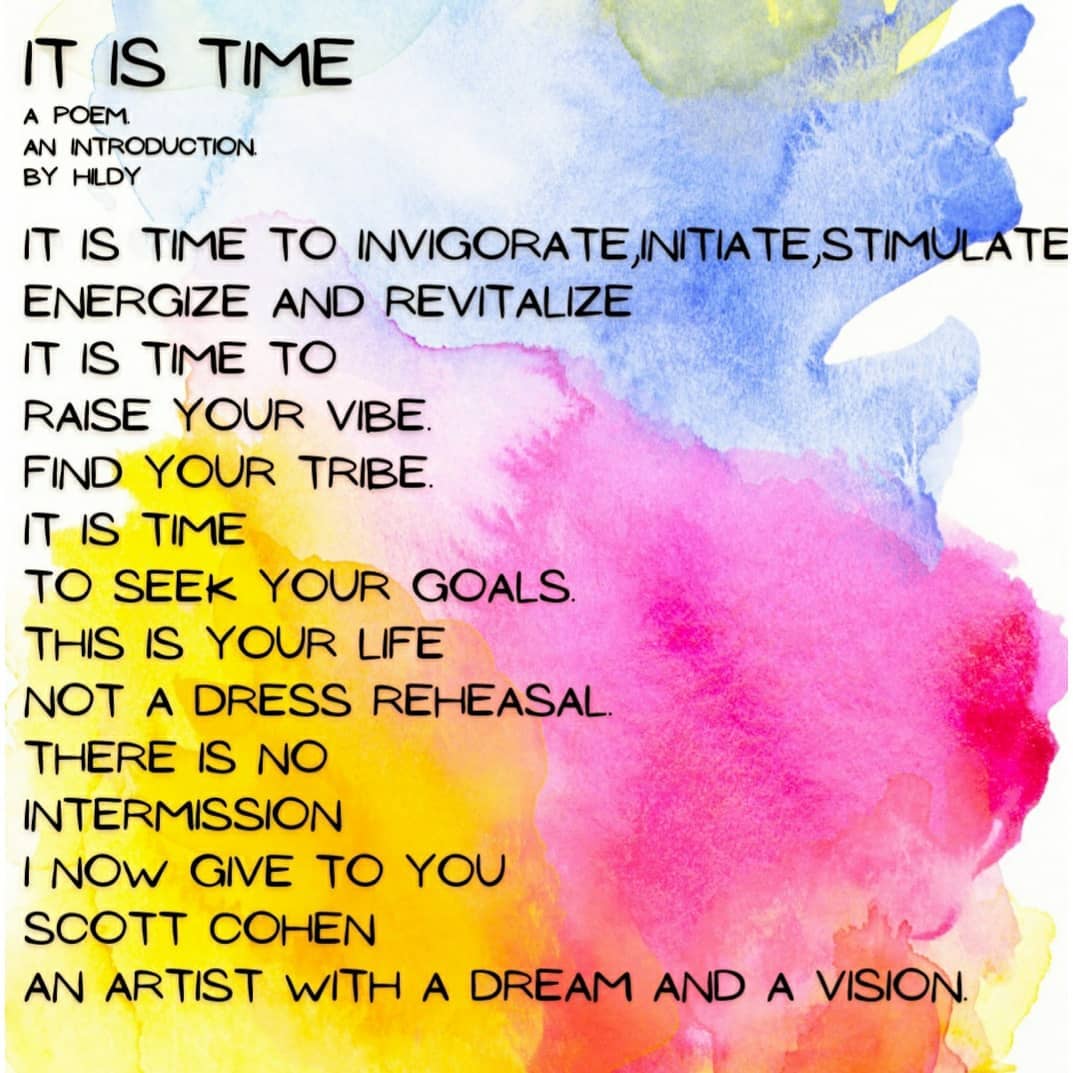 IT IS TIME
A POEM.
AN INTRODUCTION.
BY HILDY
IT IS TIME TO INVIGORATE,INITIATE,STIMULATE
ENERGIZE AND REVITALIZE
IT IS TIME TO
RAISE YOUR VIBE.
FIND YOUR TRIBE.
IT IS TIME
TO SEEK YOUR GOALS.
THIS IS YOUR LIFE
NOT A DRESS REHEASAL.
THERE IS NO
INTERMISSION
I NOW GIVE TO YOU
SCOTT COHEN
AN ARTIST WITH A DREAM AND A VISION.